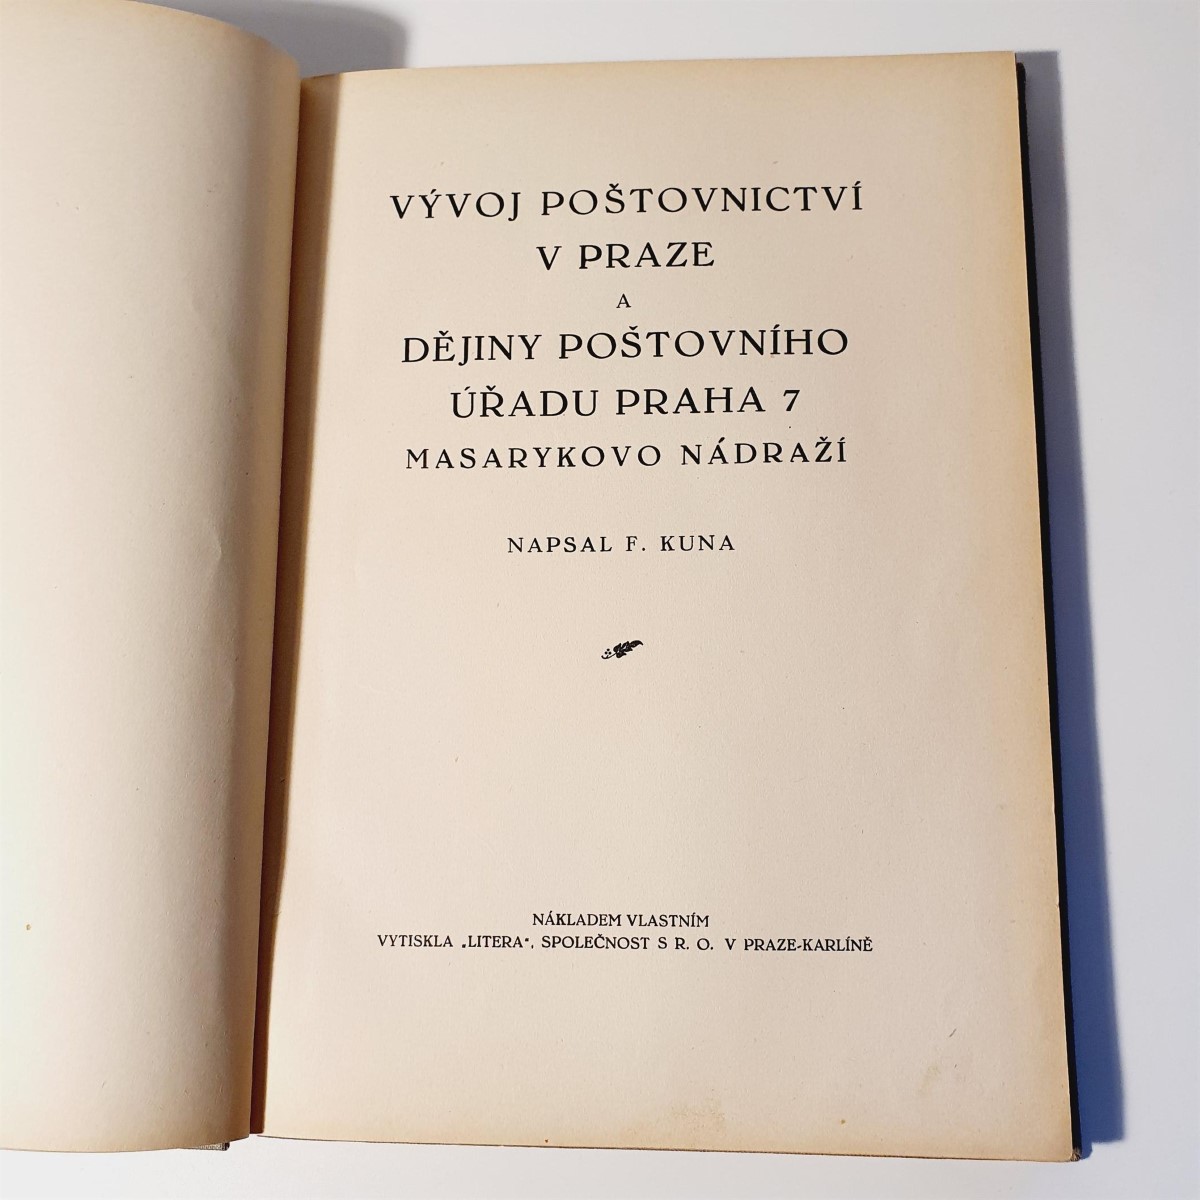 VÝVOJ POŠTOVNICTVÍ
V PRAZE
A
DĚJINY POŠTOVNÍHO
ÚŘADU PRAHA 7
MASARYKOVO NÁDRAŽÍ
NAPSAL F. KUNA
NÁKLADEM VLASTNÍM
VYTISKLA „LITERA“, SPOLEČNOST S R. O. V PRAZE-KARLÍNĚ